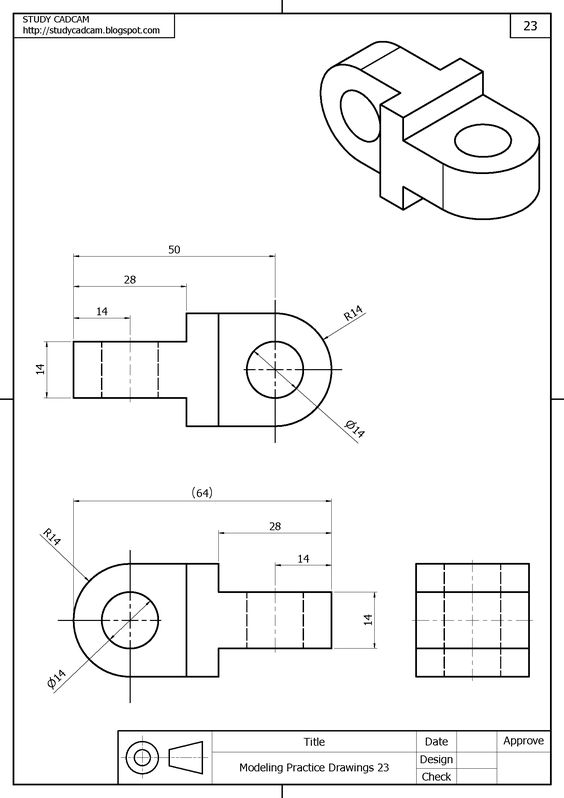 STUDY CADCAM
http://studycadcam.blogspot.com
23
50
28
14
14
R14
Ø14
(64)
28
14
R14
Ø14
14
Title
Date
Approve
Modeling Practice Drawings 23
Design
Check